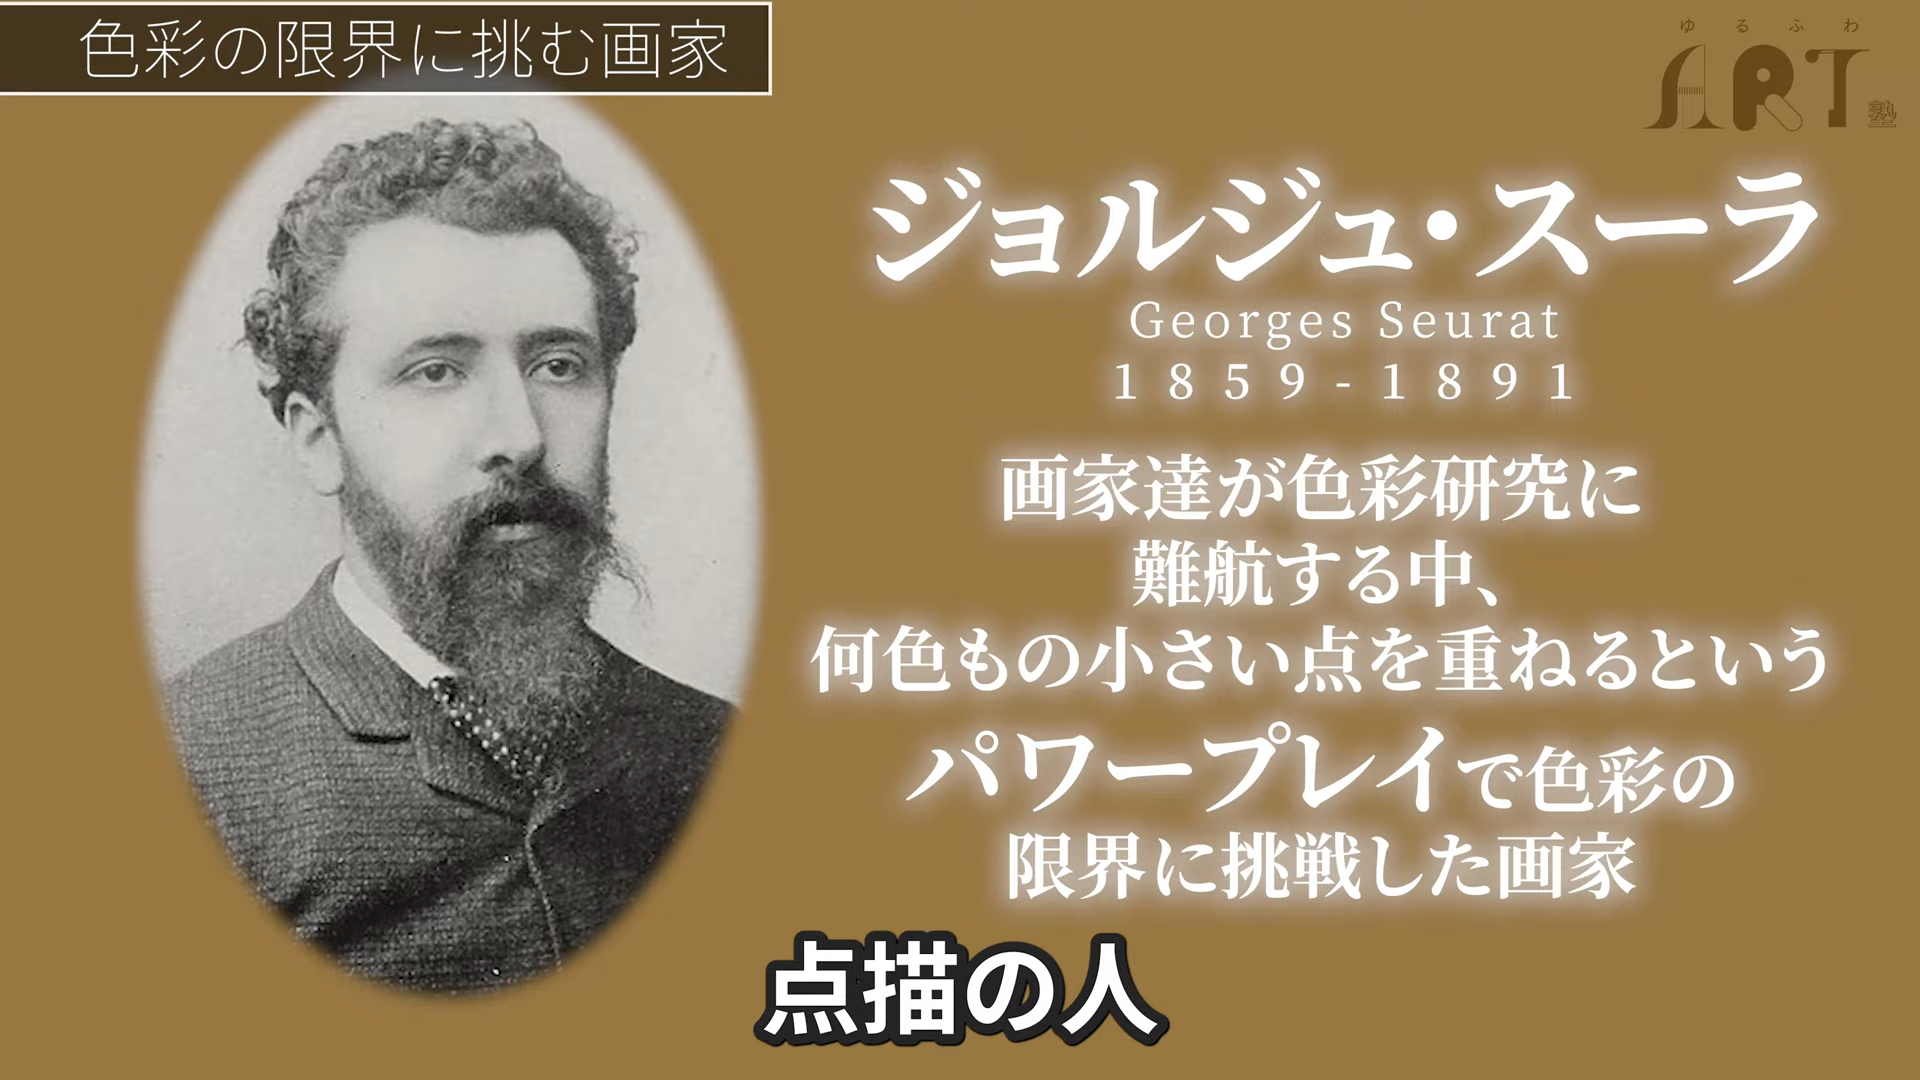 色彩の限界に挑む画家
ゆるふわ
ART塾
ジョルジュ・スーラ
Georges Seurat
1859-1891
画家達が色彩研究に
難航する中、
何色もの小さい点を重ねるという
パワープレイで色彩の
限界に挑戦した画家
点描の人